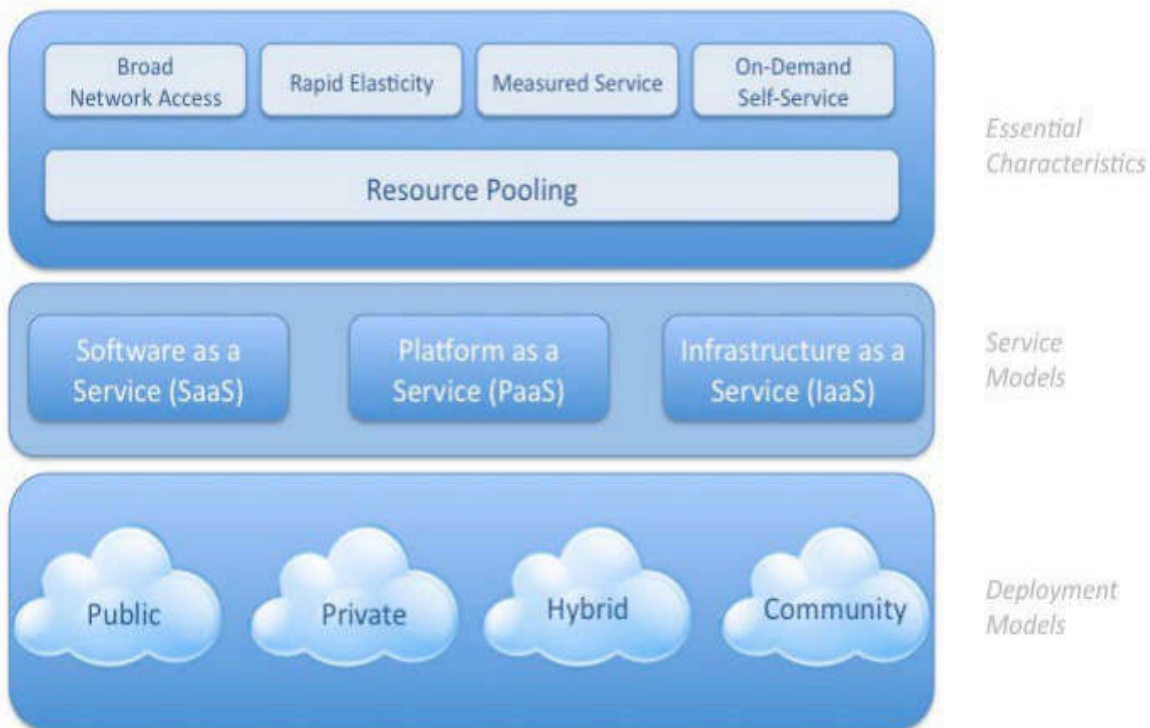 Broad
Network Access
Rapid Elasticity
Measured Service
On-Demand
Self-Service
Resource Pooling
Essential
Characteristics
Software as a
Service (SaaS)
Platform as a
Service (PaaS)
Infrastructure as a
Service (IaaS)
Service
Models
Public
Private
Hybrid
Community
Deployment
Models